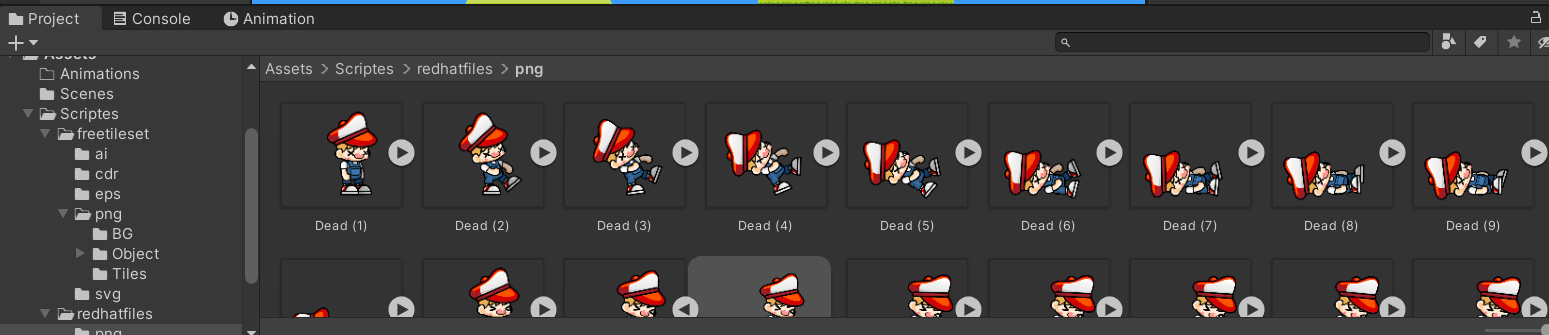 Project Console Animation
Assets
Assets > Scriptes > redhatfiles > png
Animations
Scenes
Scriptes
freetileset
ai
cdr
eps
png
BG
Object
Tiles
svg
redhatfiles
png
Dead (1) Dead (2) Dead (3) Dead (4) Dead (5) Dead (6) Dead (7) Dead (8) Dead (9)